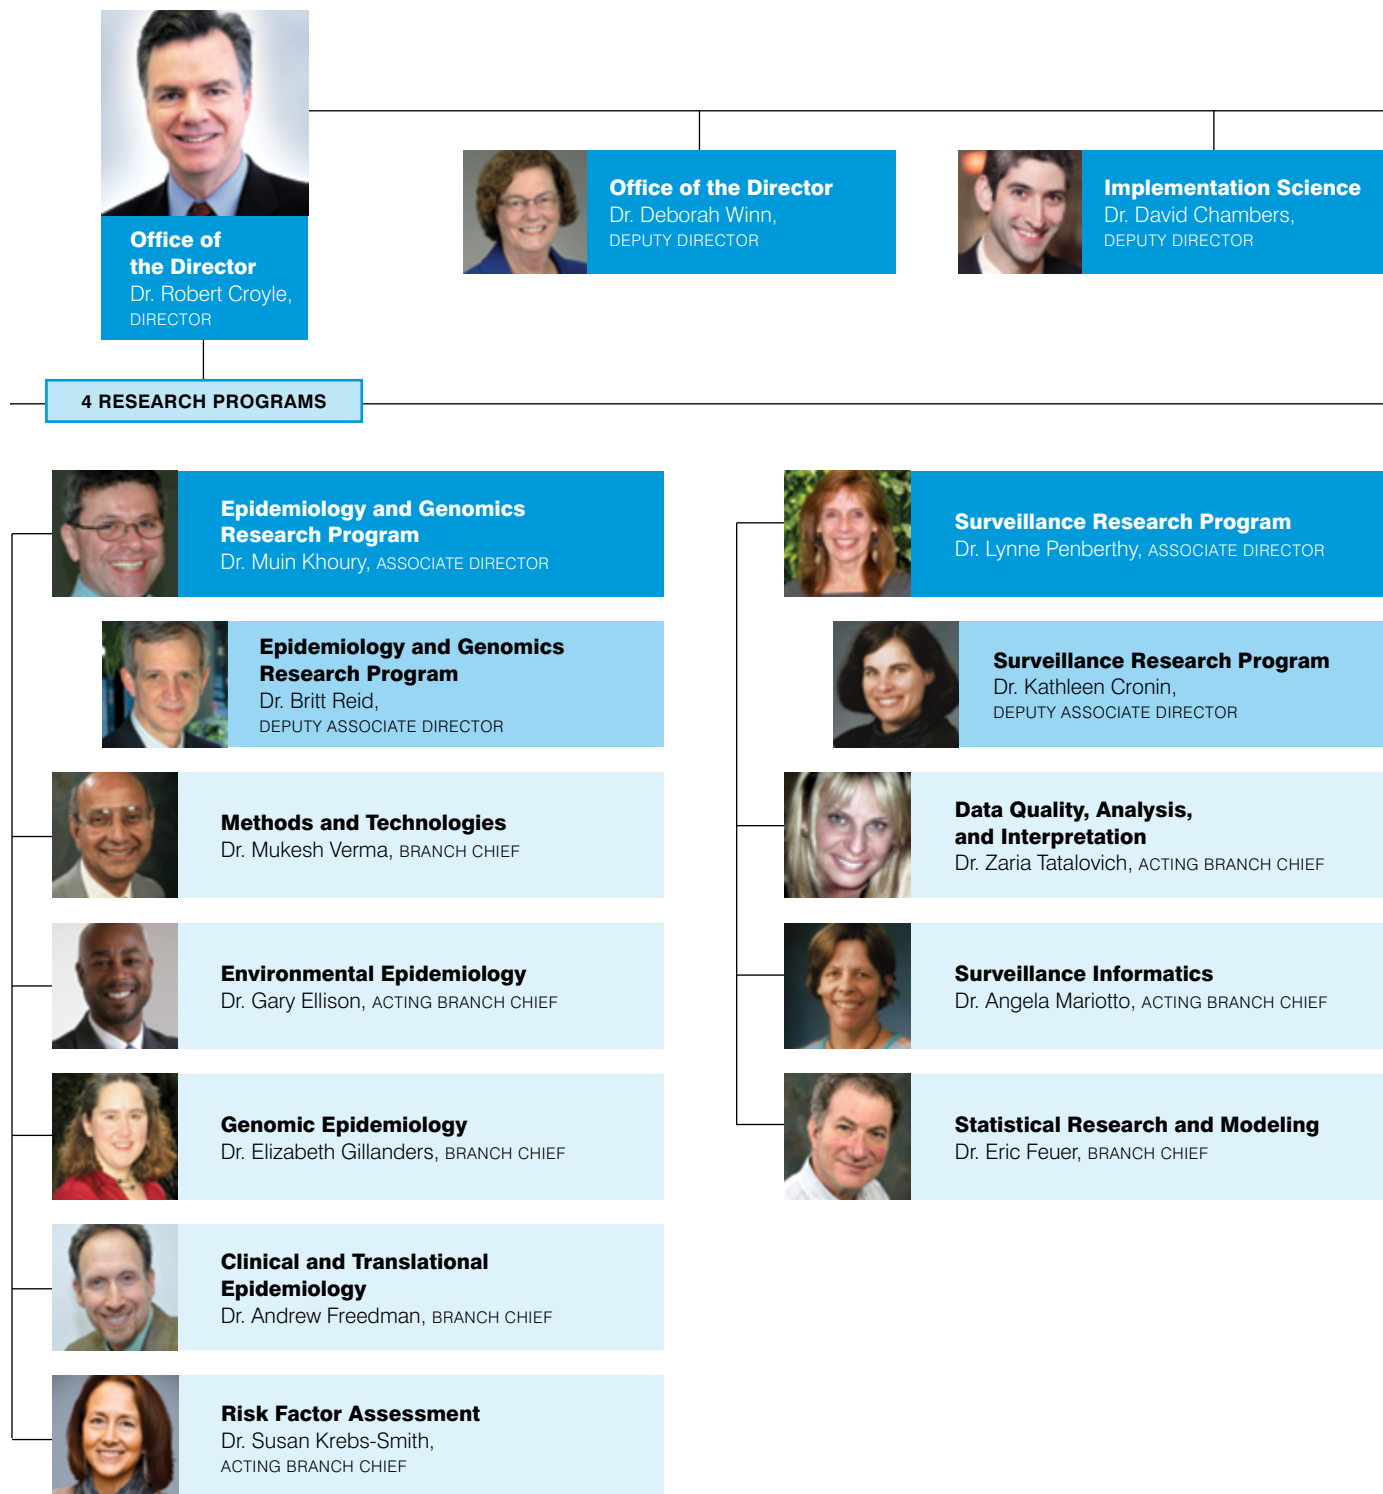 Office of
the Director
Dr. Robert Croyle,
DIRECTOR
Office of the Director
Dr. Deborah Winn,
DEPUTY DIRECTOR
Implementation Science
Dr. David Chambers,
DEPUTY DIRECTOR
4 RESEARCH PROGRAMS
Epidemiology and Genomics
Research Program
Dr. Muin Khoury, ASSOCIATE DIRECTOR
Epidemiology and Genomics
Research Program
Dr. Britt Reid,
DEPUTY ASSOCIATE DIRECTOR
Methods and Technologies
Dr. Mukesh Verma, BRANCH CHIEF
Environmental Epidemiology
Dr. Gary Ellison, ACTING BRANCH CHIEF
Genomic Epidemiology
Dr. Elizabeth Gillanders, BRANCH CHIEF
Clinical and Translational
Epidemiology
Dr. Andrew Freedman, BRANCH CHIEF
Risk Factor Assessment
Dr. Susan Krebs-Smith,
ACTING BRANCH CHIEF
Surveillance Research Program
Dr. Lynne Penberthy, ASSOCIATE DIRECTOR
Surveillance Research Program
Dr. Kathleen Cronin,
DEPUTY ASSOCIATE DIRECTOR
Data Quality, Analysis,
and Interpretation
Dr. Zaria Tatalovich, ACTING BRANCH CHIEF
Surveillance Informatics
Dr. Angela Mariotto, ACTING BRANCH CHIEF
Statistical Research and Modeling
Dr. Eric Feuer, BRANCH CHIEF